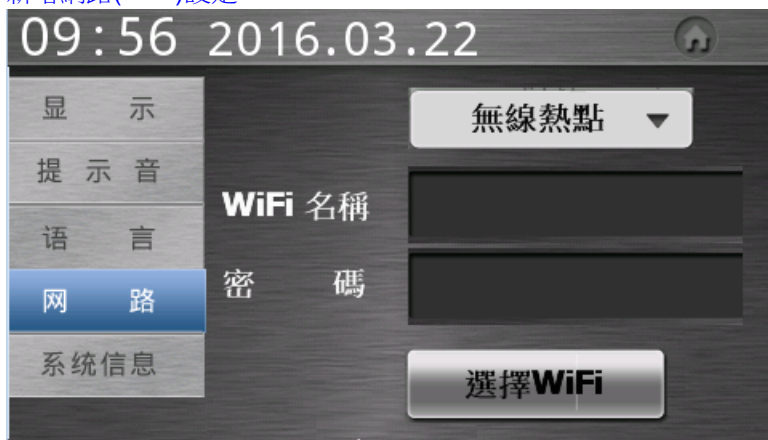 09:56 2016.03.22
显 示
無線熱點
提 示 音
WiFi 名稱
语 言
密 碼
网 路
系统信息
選擇WiFi